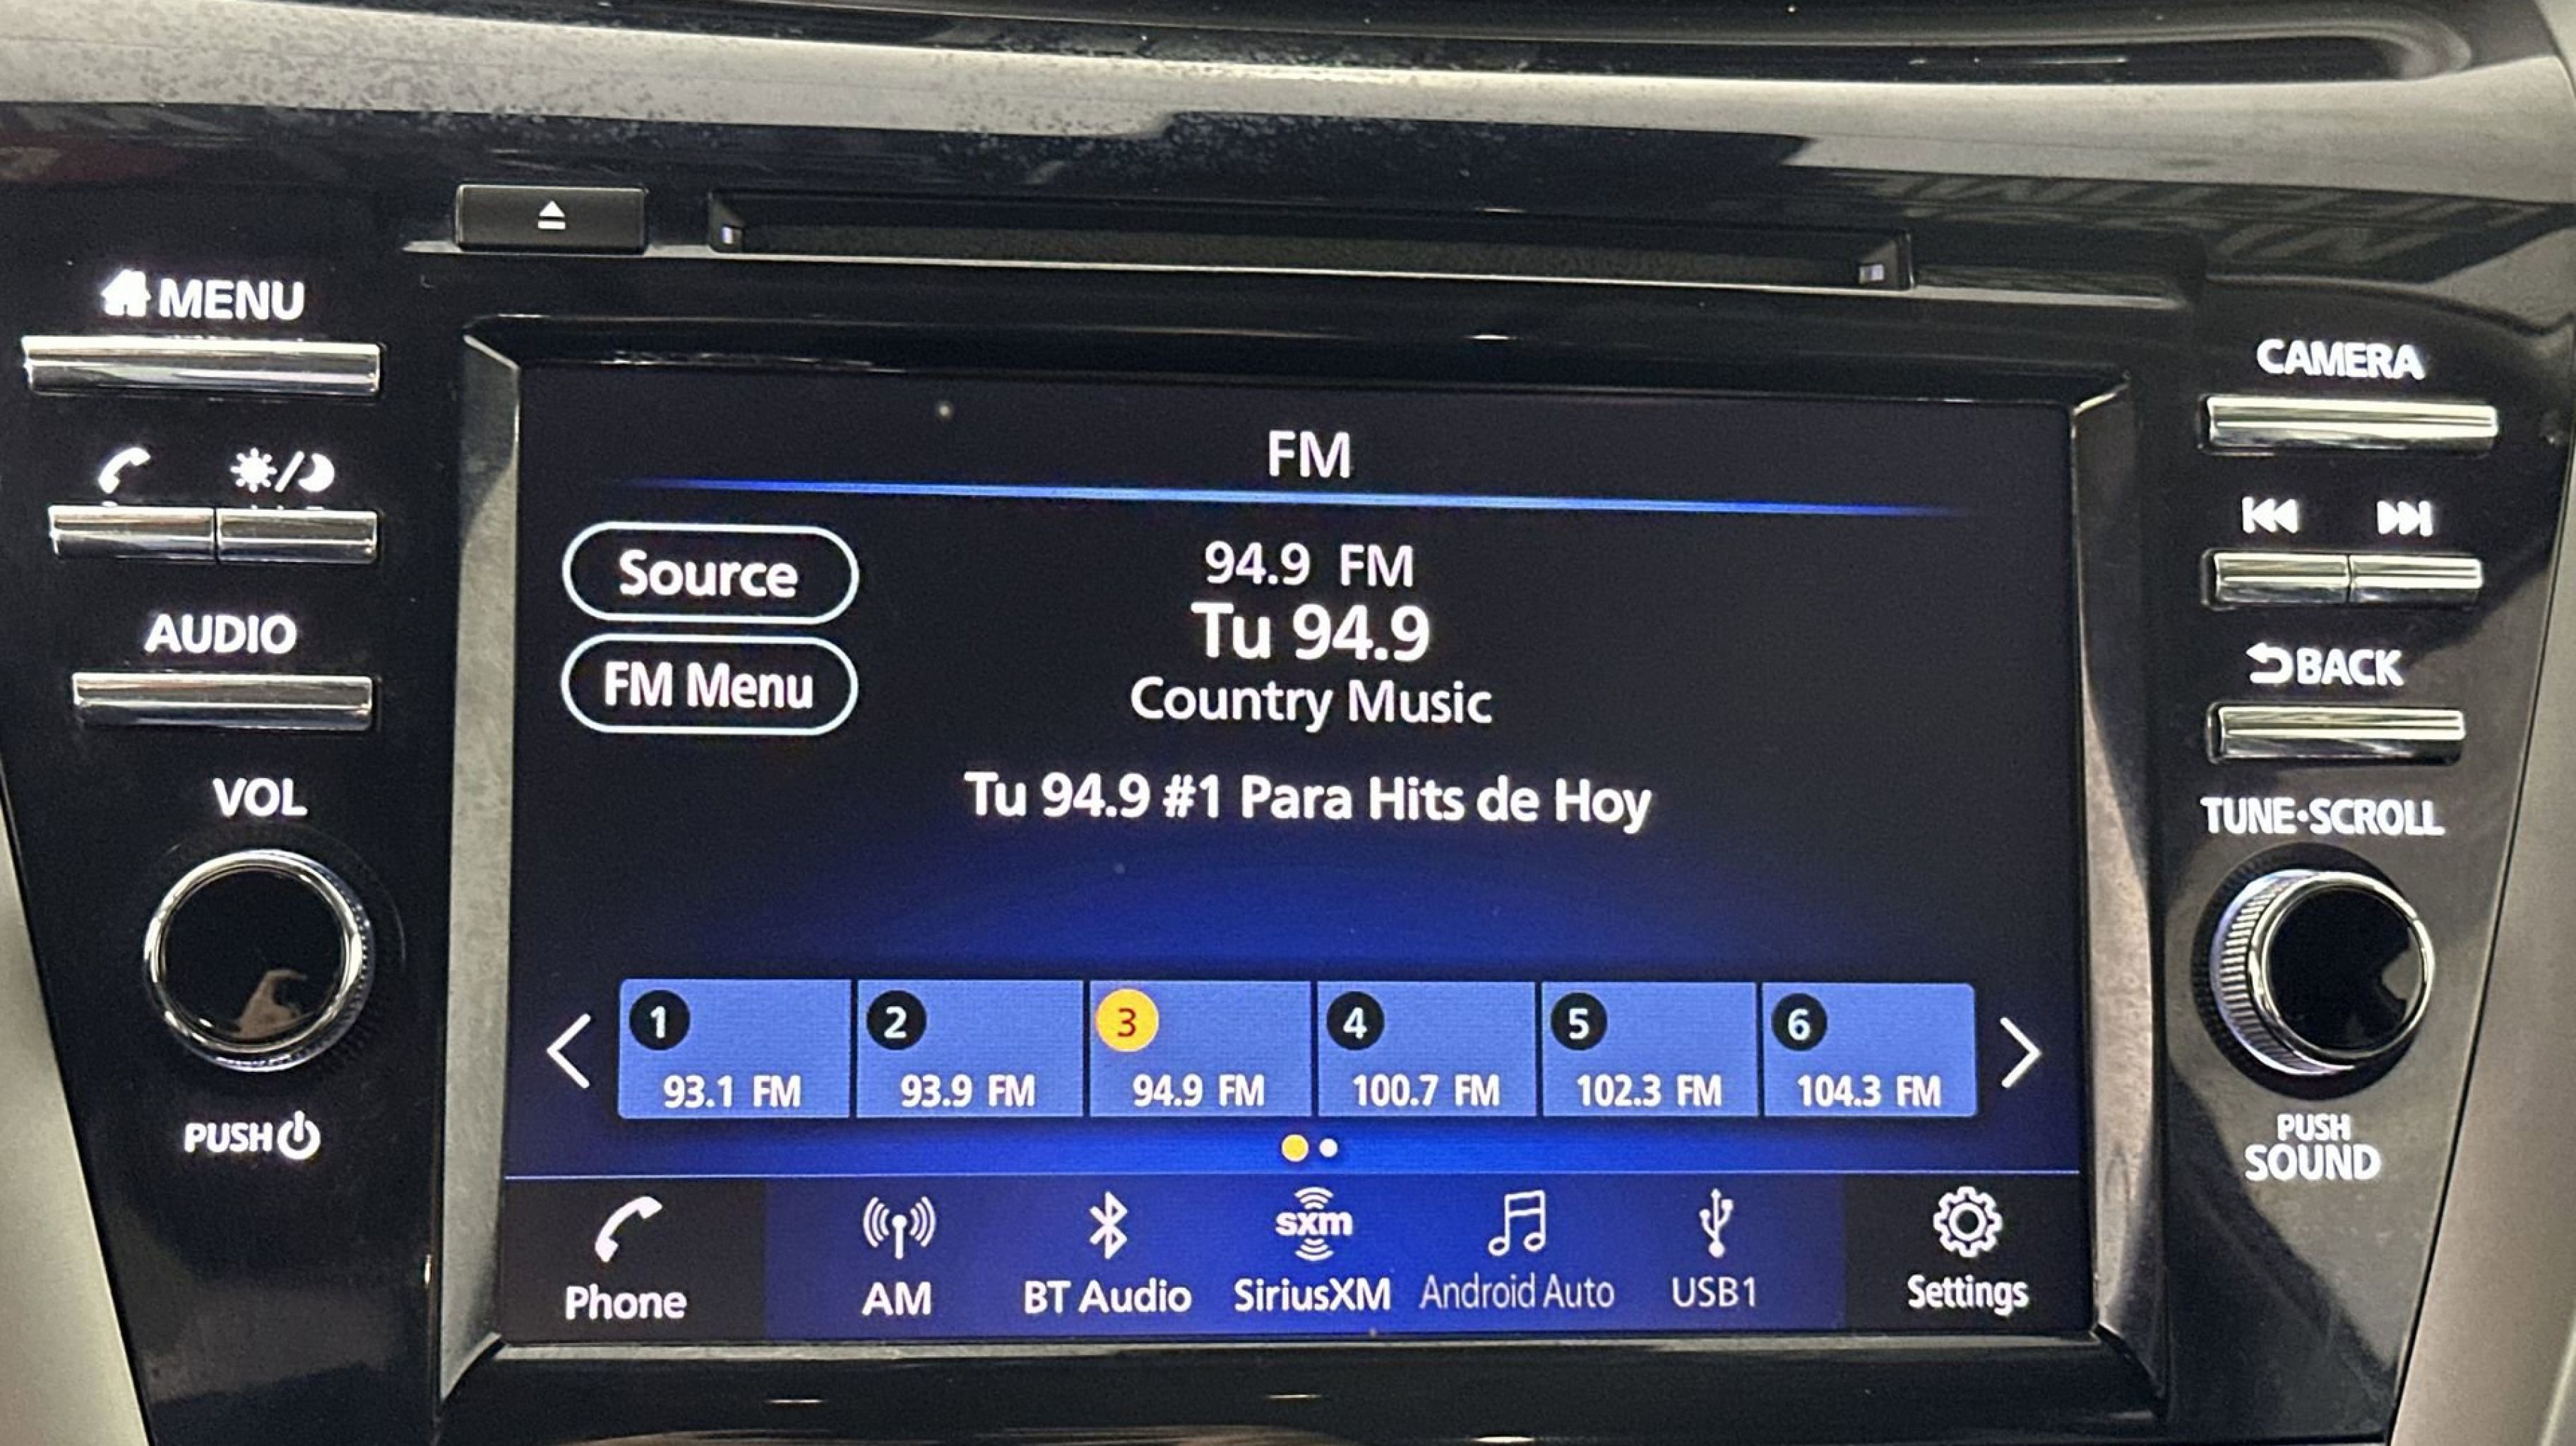 MENU
CAMERA
FM
Source
94.9 FM
Tu 94.9
FM Menu
Country Music
AUDIO
BACK
Tu 94.9 #1 Para Hits de Hoy
VOL
TUNE•SCROLL
1
2
3
4
5
6
93.1 FM
93.9 FM
94.9 FM
100.7 FM
102.3 FM
104.3 FM
PUSH
PUSH
SOUND
sxm
Phone
AM
BT Audio
SiriusXM
Android Auto
USB1
Settings